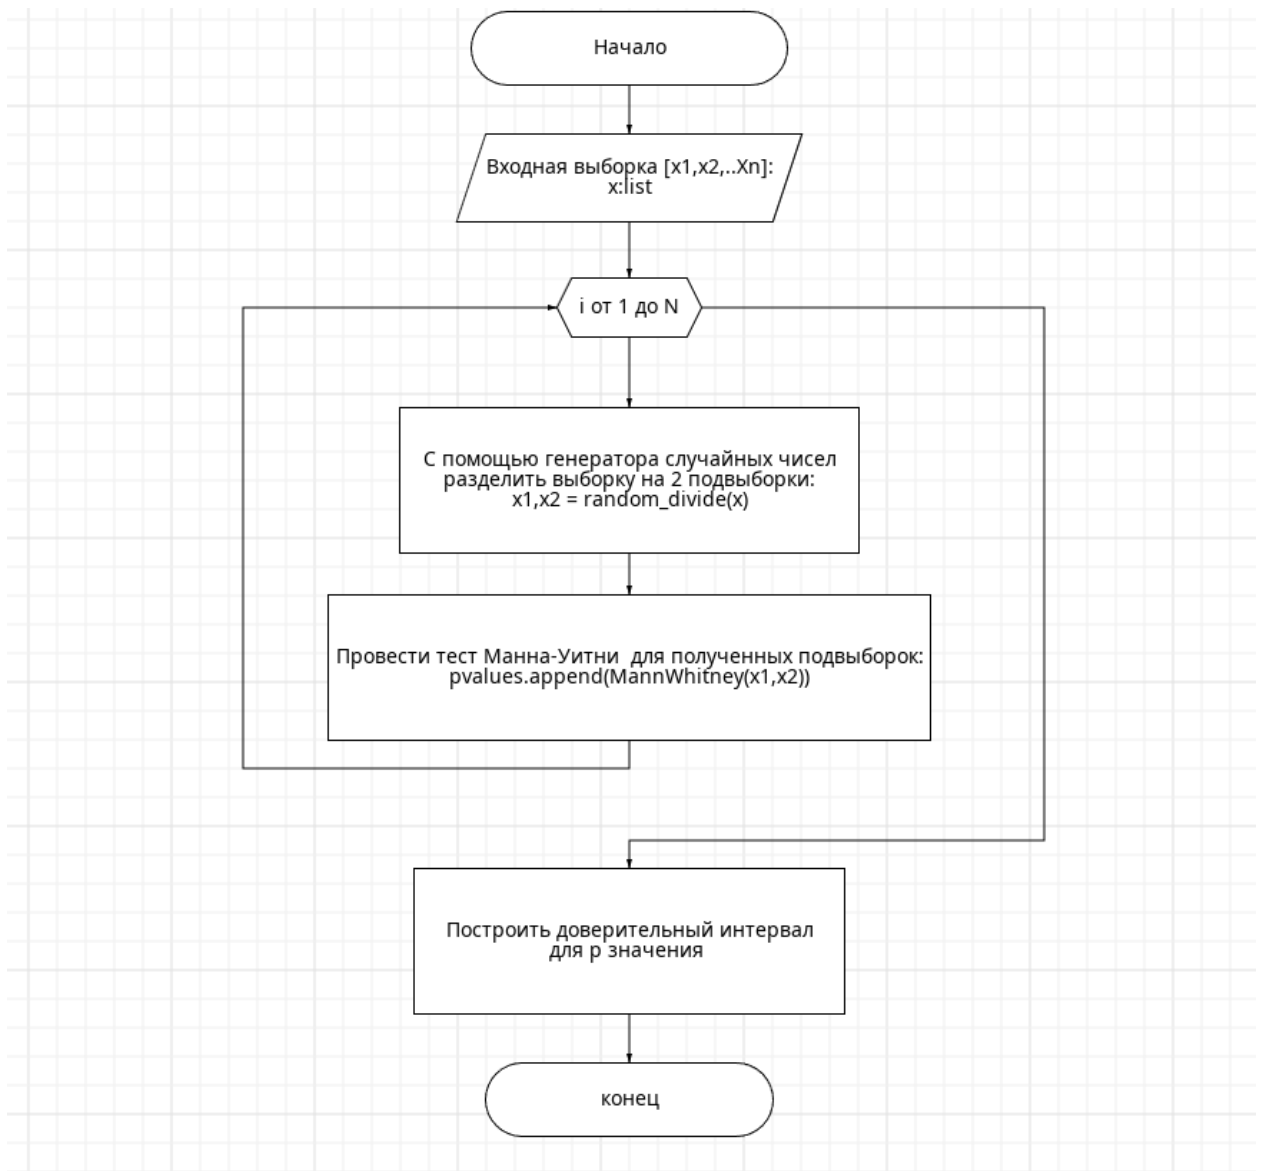 Начало
Входная выборка [x1,x2,..Xn]:
x:list
i от 1 до N
С помощью генератора случайных чисел
разделить выборку на 2 подвыборки:
x1,x2 = random_divide(x)
Провести тест Манна-Уитни для полученных подвыборок:
pvalues.append(MannWhitney(x1,x2))
Построить доверительный интервал
для p значения
конец